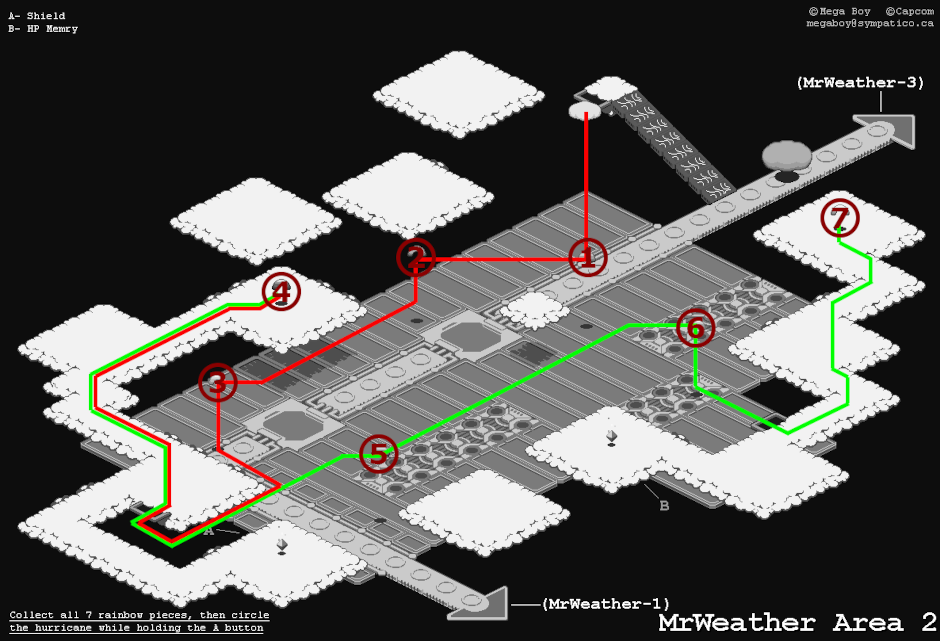 A- Shield
B- HP Memry
©Mega Boy ©Capcom
megaboy@sympatico.ca
(MrWeather-3)
7
2
1
4
6
3
5
B
A
(MrWeather-1)
Collect all 7 rainbow pieces, then circle
the hurricane while holding the A button
MrWeather Area 2